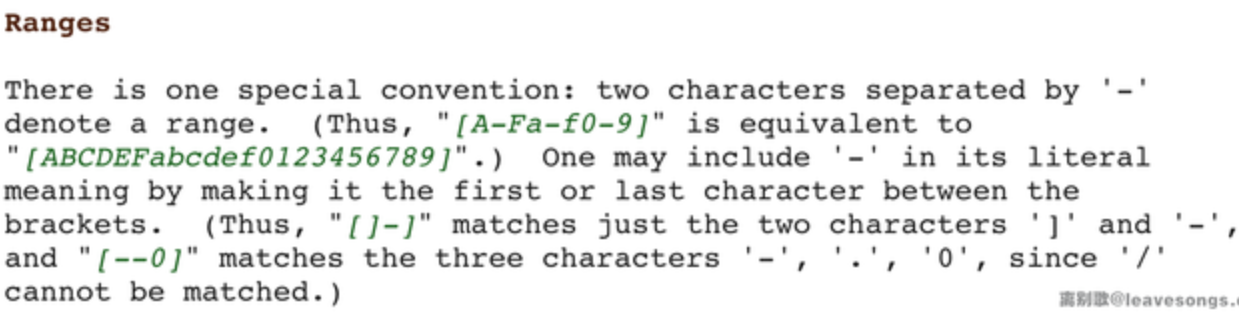 Ranges
There is one special convention: two characters separated by '-'
denote a range.  (Thus, "[A-Fa-f0-9]" is equivalent to
"[ABCDEFabcdef0123456789]".)  One may include '-' in its literal
meaning by making it the first or last character between the
brackets.  (Thus, "[]-]" matches just the two characters ']' and '-',
and "[--0]" matches the three characters '-', '.', '0', since '/'
cannot be matched.)
离别歌@leavesongs.